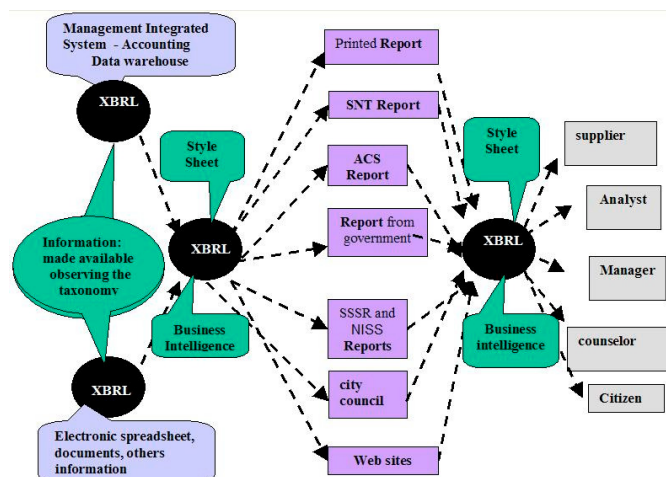 Management Integrated
System - Accounting
Data warehouse
XBRL
Style
Sheet
Information:
made available
observing the
taxonomy
XBRL
Business
Intelligence
XBRL
Electronic spreadsheet,
documents, others
information
Printed Report
SNT Report
ACS
Report
Report from
government
SSSR and
NISS
Reports
city
council
Web sites
Style
Sheet
XBRL
Business
intelligence
supplier
Analyst
Manager
counselor
Citizen